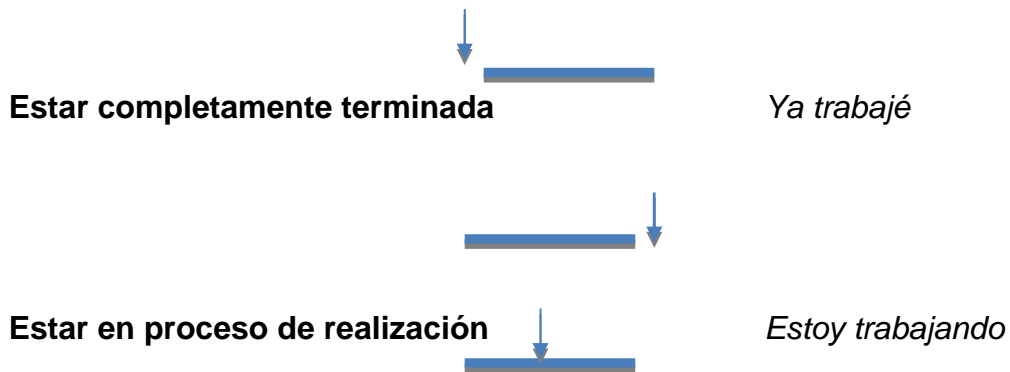 Estar completamente terminada Ya trabajé
Estar en proceso de realización Estoy trabajando